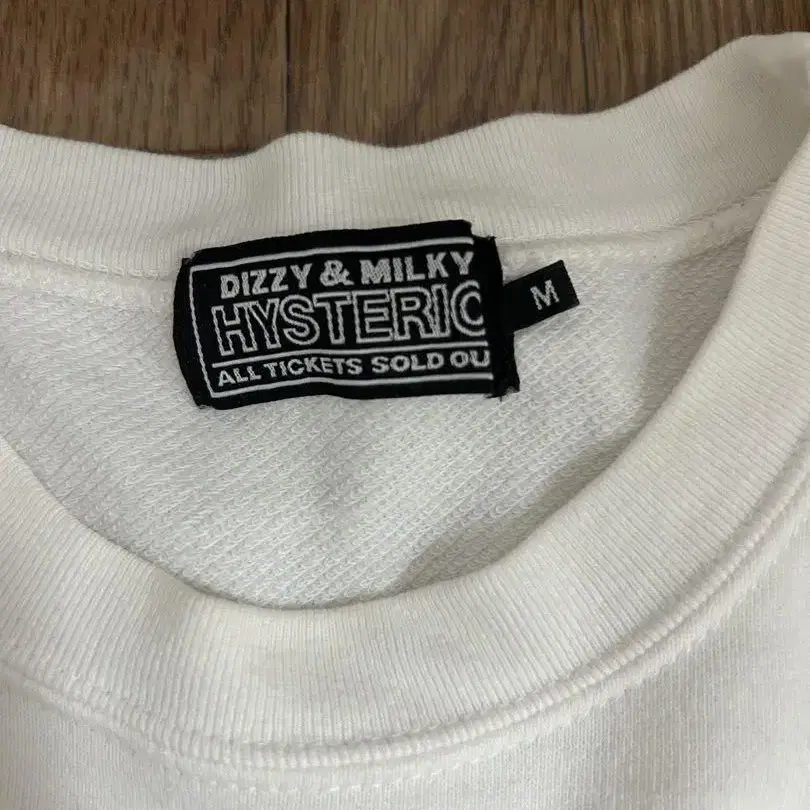 DIZZY & MILKY
HYSTERIC
ALL TICKETS SOLD OU
M